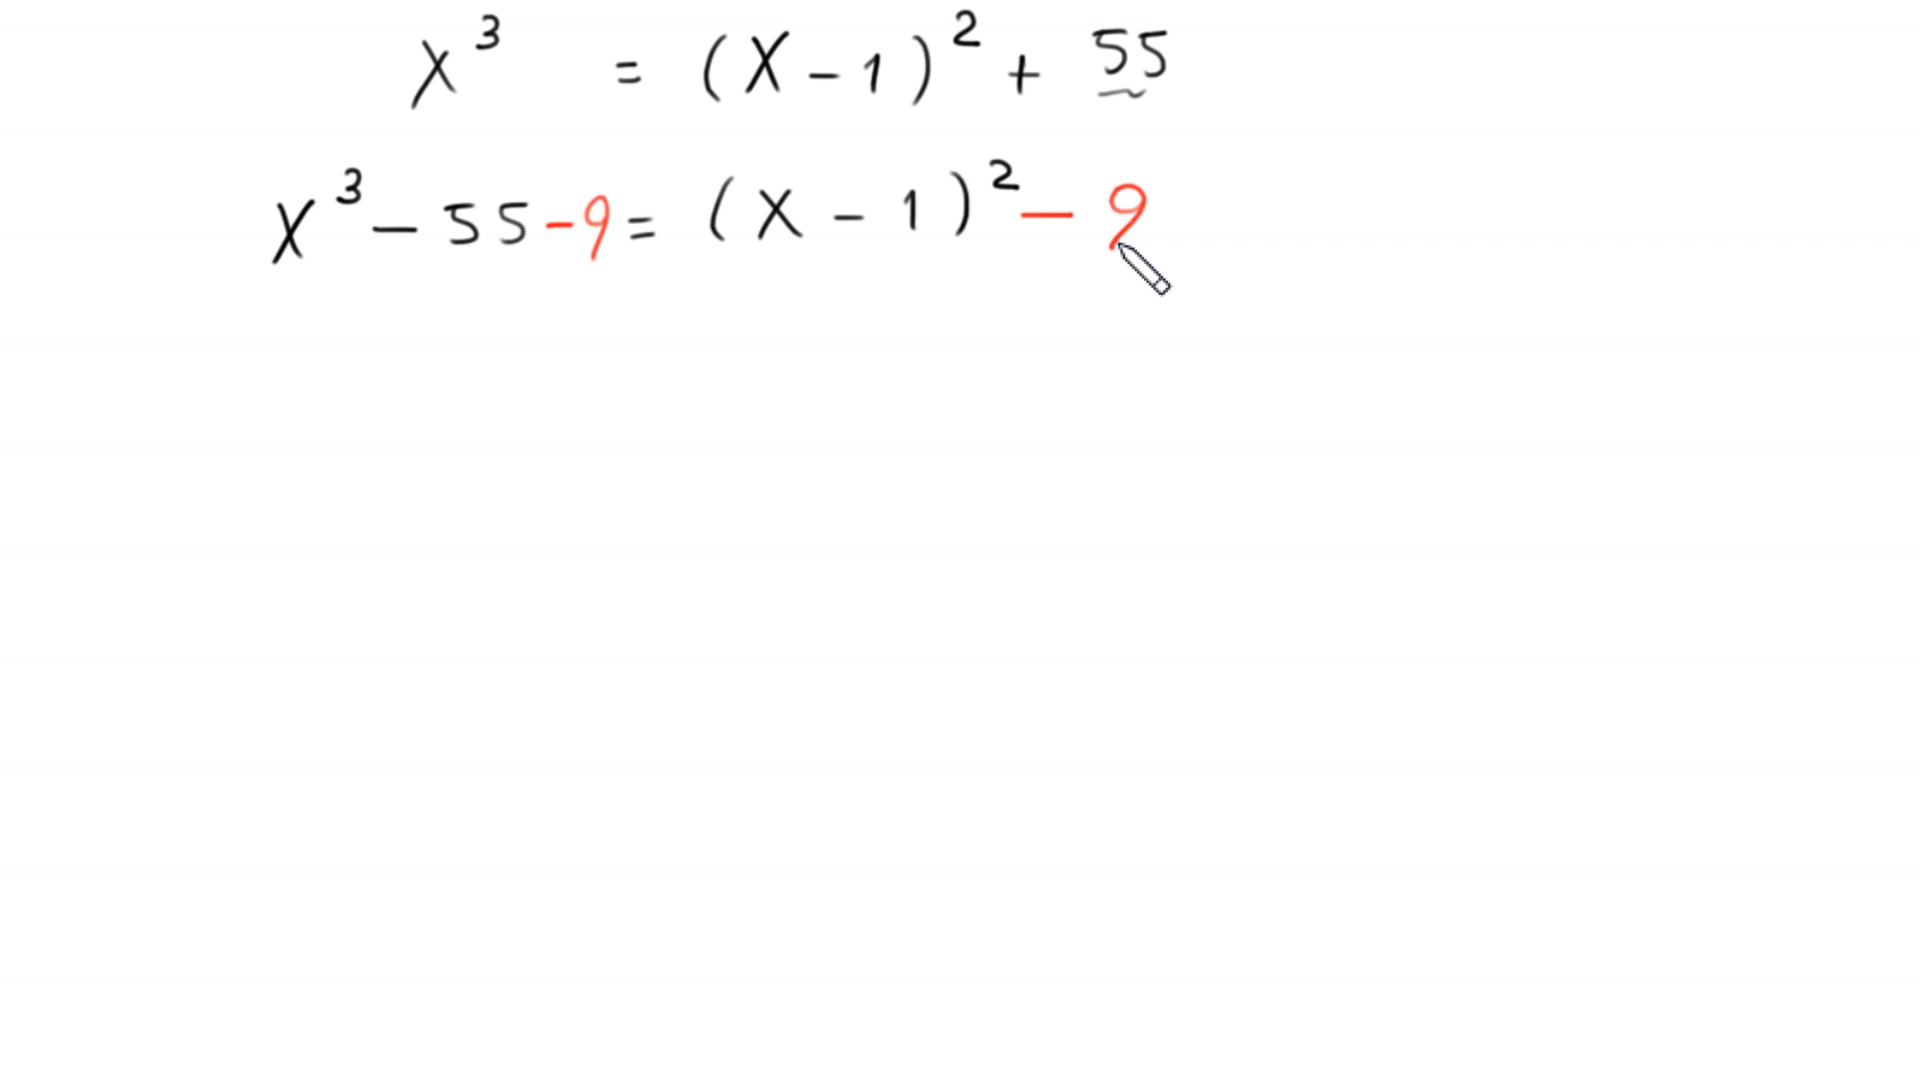 X³ = (X - 1)² + 55
X³ - 55 - 9 = (X - 1)² - 9